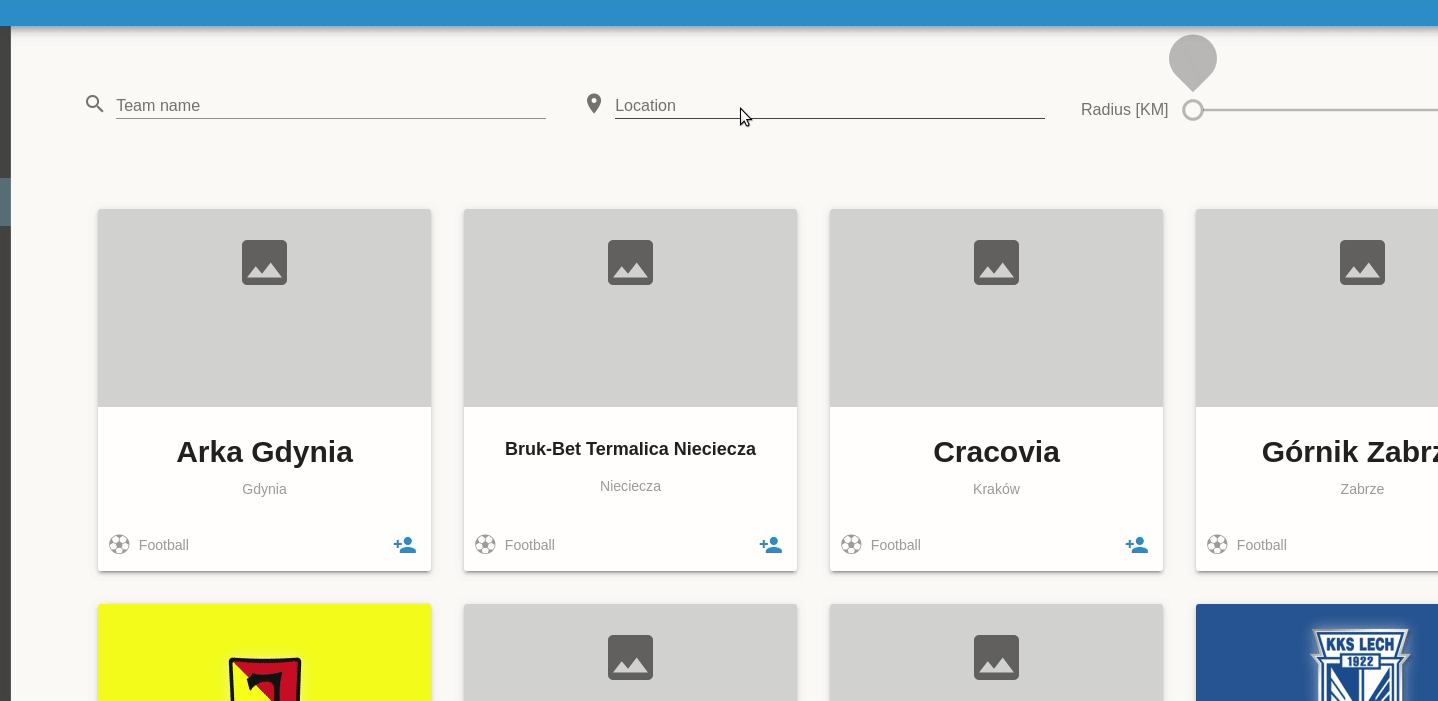 Team name
Location
Radius [KM]
Arka Gdynia
Gdynia
Football
Bruk-Bet Termalica Nieciecza
Nieciecza
Football
Cracovia
Kraków
Football
Górnik Zabrz
Zabrze
Football
KKS LECH
1922